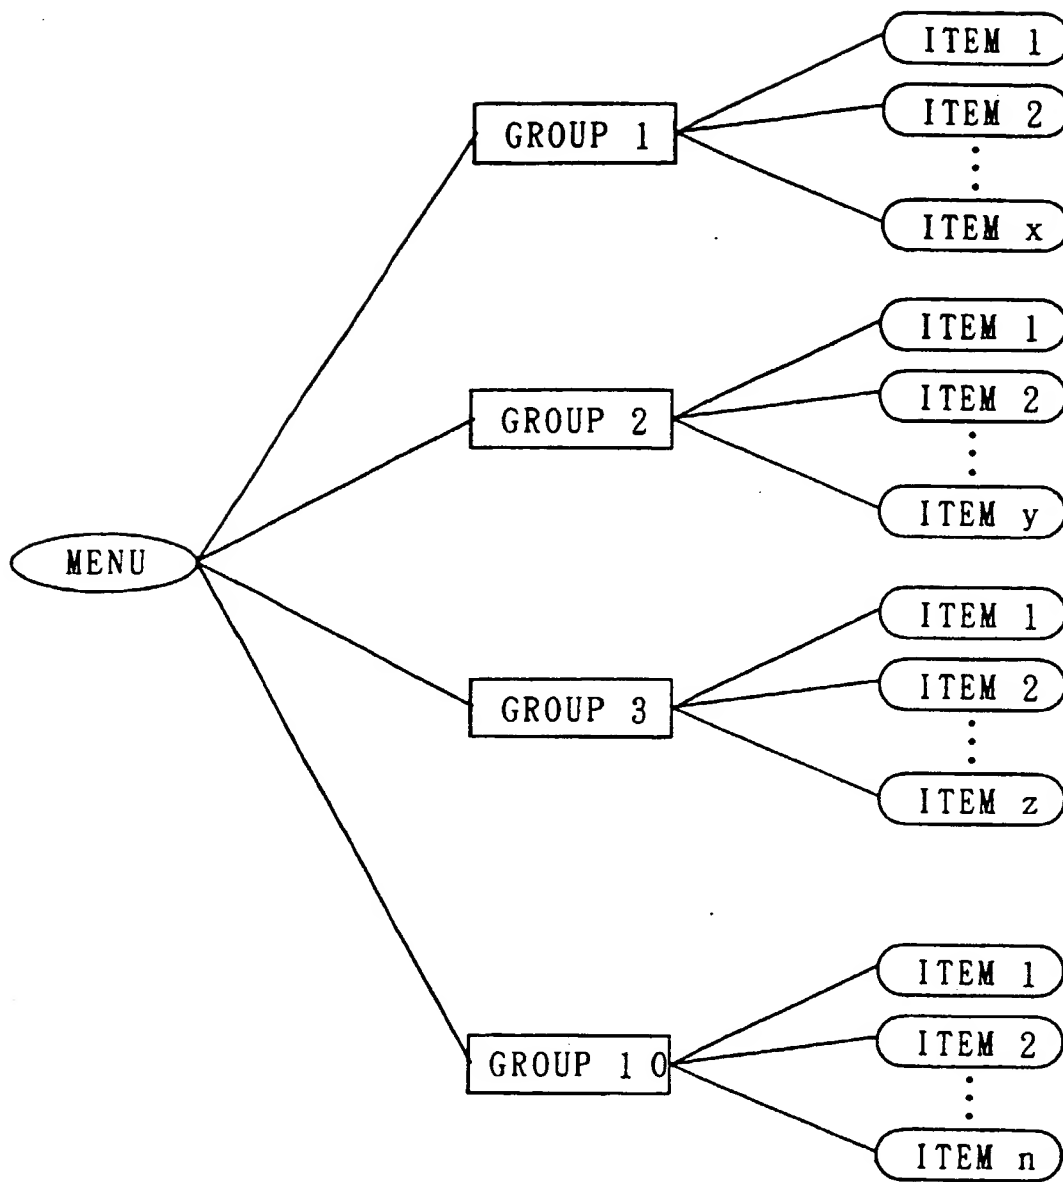 ITEM 1
ITEM 2
GROUP 1
ITEM x
ITEM 1
ITEM 2
GROUP 2
ITEM y
MENU
ITEM 1
ITEM 2
GROUP 3
ITEM z
ITEM 1
ITEM 2
GROUP 10
ITEM n